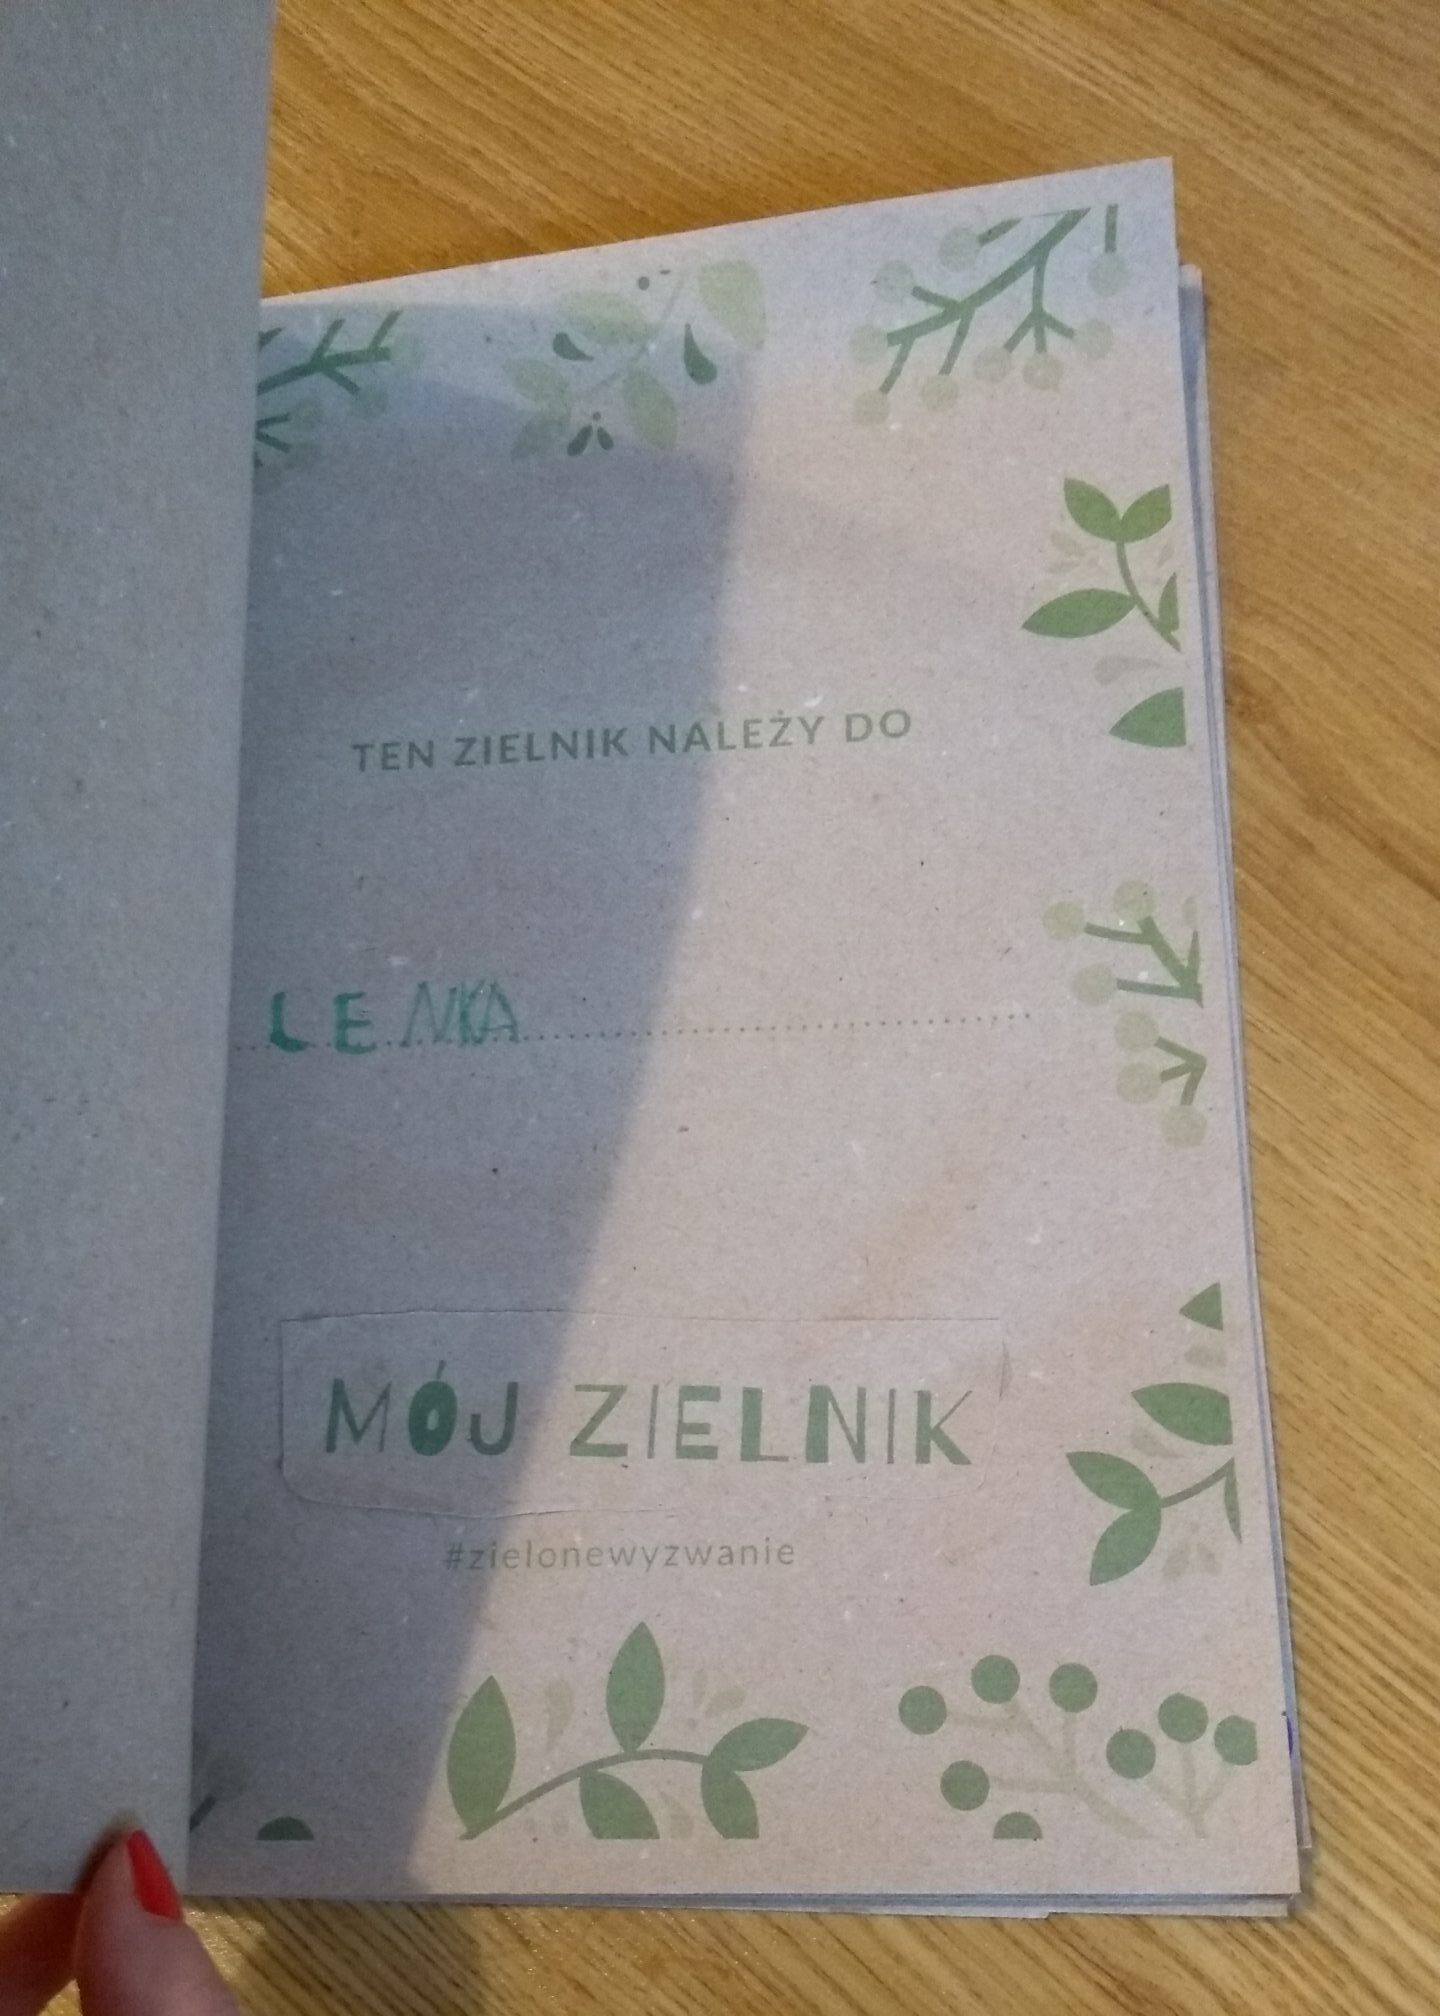 TEN ZIELNIK NALEŻY DO
LENKA
MÓJ ZIELNIK
#zielonewyzwanie